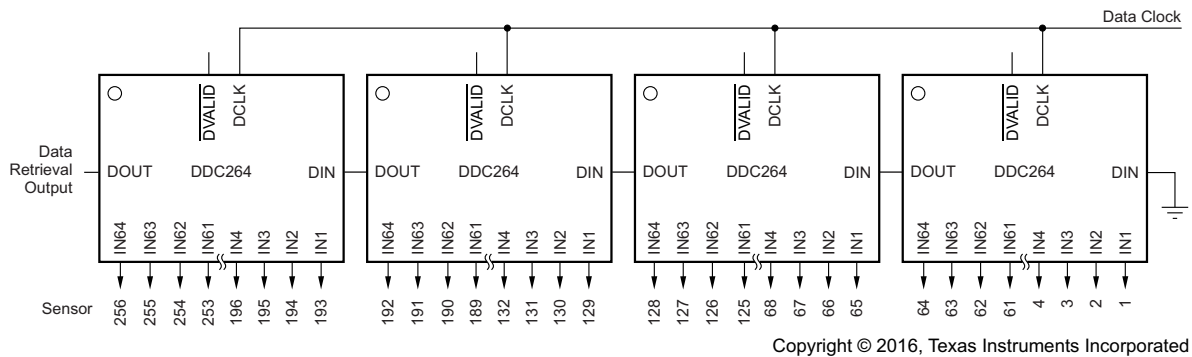 Data Clock
DVALID DCLK DVALID DCLK DVALID DCLK DVALID DCLK
Data
Retrieval
Output
DOUT DDC264 DIN DOUT DDC264 DIN DOUT DDC264 DIN DOUT DDC264 DIN
IN64 IN63 IN62 IN61 IN4 IN3 IN2 IN1 IN64 IN63 IN62 IN61 IN4 IN3 IN2 IN1 IN64 IN63 IN62 IN61 IN4 IN3 IN2 IN1 IN64 IN63 IN62 IN61 IN4 IN3 IN2 IN1
Sensor 256 255 254 253 196 195 194 193 192 191 190 189 132 131 130 129 128 127 126 125 68 67 66 65 64 63 62 61 4 3 2 1
Copyright © 2016, Texas Instruments Incorporated